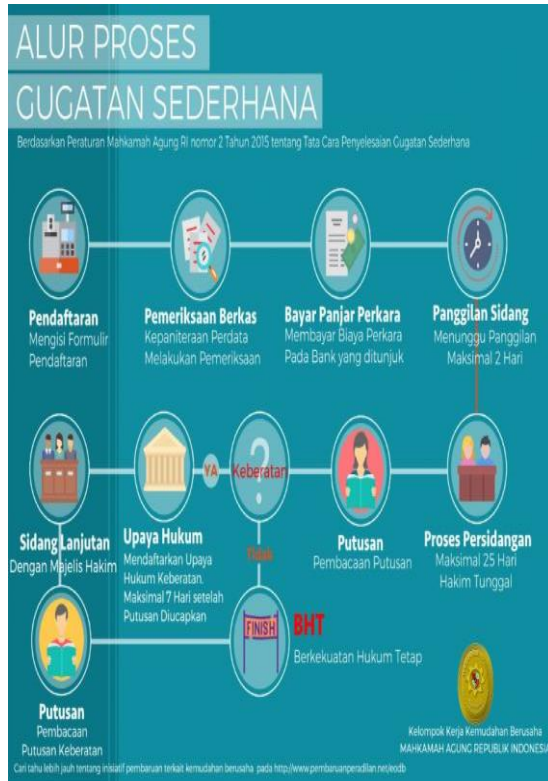 ALUR PROSES
GUGATAN SEDERHANA
Berdasarkan Peraturan Mahkamah Agung RI nomor 2 Tahun 2015 tentang Tata Cara Penyelesaian Gugatan Sederhana
Pendaftaran
Mengisi Formulir
Pendaftaran
Pemeriksaan Berkas
Kepaniteraan Perdata
Melakukan Pemeriksaan
Bayar Panjar Perkara
Membayar Biaya Perkara
Pada Bank yang ditunjuk
Panggilan Sidang
Menunggu Panggilan
Maksimal 2 Hari
Proses Persidangan
Maksimal 25 Hari
Hakim Tunggal
Putusan
Pembacaan Putusan
?
Keberatan
YA
Tidak
Upaya Hukum
Mendaftarkan Upaya
Hukum Keberatan.
Maksimal 7 Hari setelah
Putusan Diucapkan
Sidang Lanjutan
Dengan Majelis Hakim
Putusan
Pembacaan
Putusan Keberatan
FINISH
BHT
Berkekuatan Hukum Tetap
Kelompok Kerja Kemudahan Berusaha
MAHKAMAH AGUNG REPUBLIK INDONESIA
Cari tahu lebih jauh tentang inisiatif pembaruan terkait kemudahan berusaha pada http://www.pembaruanperadilan.net/eodb